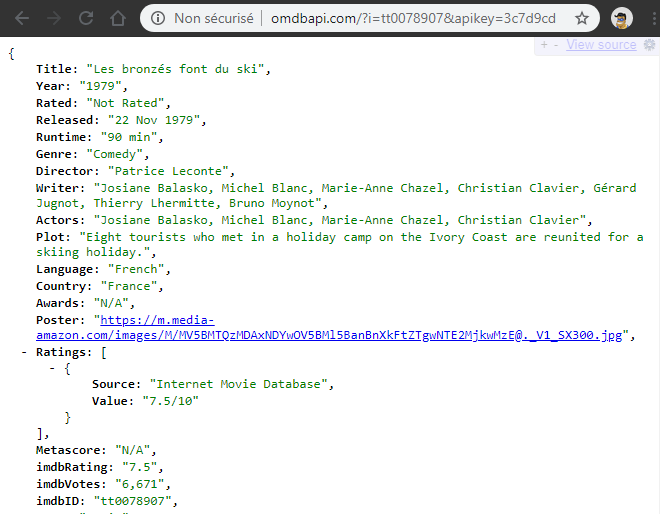 Non sécurisé omdbapi.com/?i=tt0078907&apikey=3c7d9cd
+ - View source
{
Title: "Les bronzés font du ski",
Year: "1979",
Rated: "Not Rated",
Released: "22 Nov 1979",
Runtime: "90 min",
Genre: "Comedy",
Director: "Patrice Leconte",
Writer: "Josiane Balasko, Michel Blanc, Marie-Anne Chazel, Christian Clavier, Gérard
Jugnot, Thierry Lhermitte, Bruno Moynot",
Actors: "Josiane Balasko, Michel Blanc, Marie-Anne Chazel, Christian Clavier",
Plot: "Eight tourists who met in a holiday camp on the Ivory Coast are reunited for a
skiing holiday.",
Language: "French",
Country: "France",
Awards: "N/A",
Poster: "https://m.media-
amazon.com/images/M/MV5BMTQzMDAxNDYwOV5BMl5BanBnXkFtZTgwNTE2MjkwMzE@._V1_SX300.jpg",
- Ratings: [
- {
Source: "Internet Movie Database",
Value: "7.5/10"
}
],
Metascore: "N/A",
imdbRating: "7.5",
imdbVotes: "6,671",
imdbID: "tt0078907",